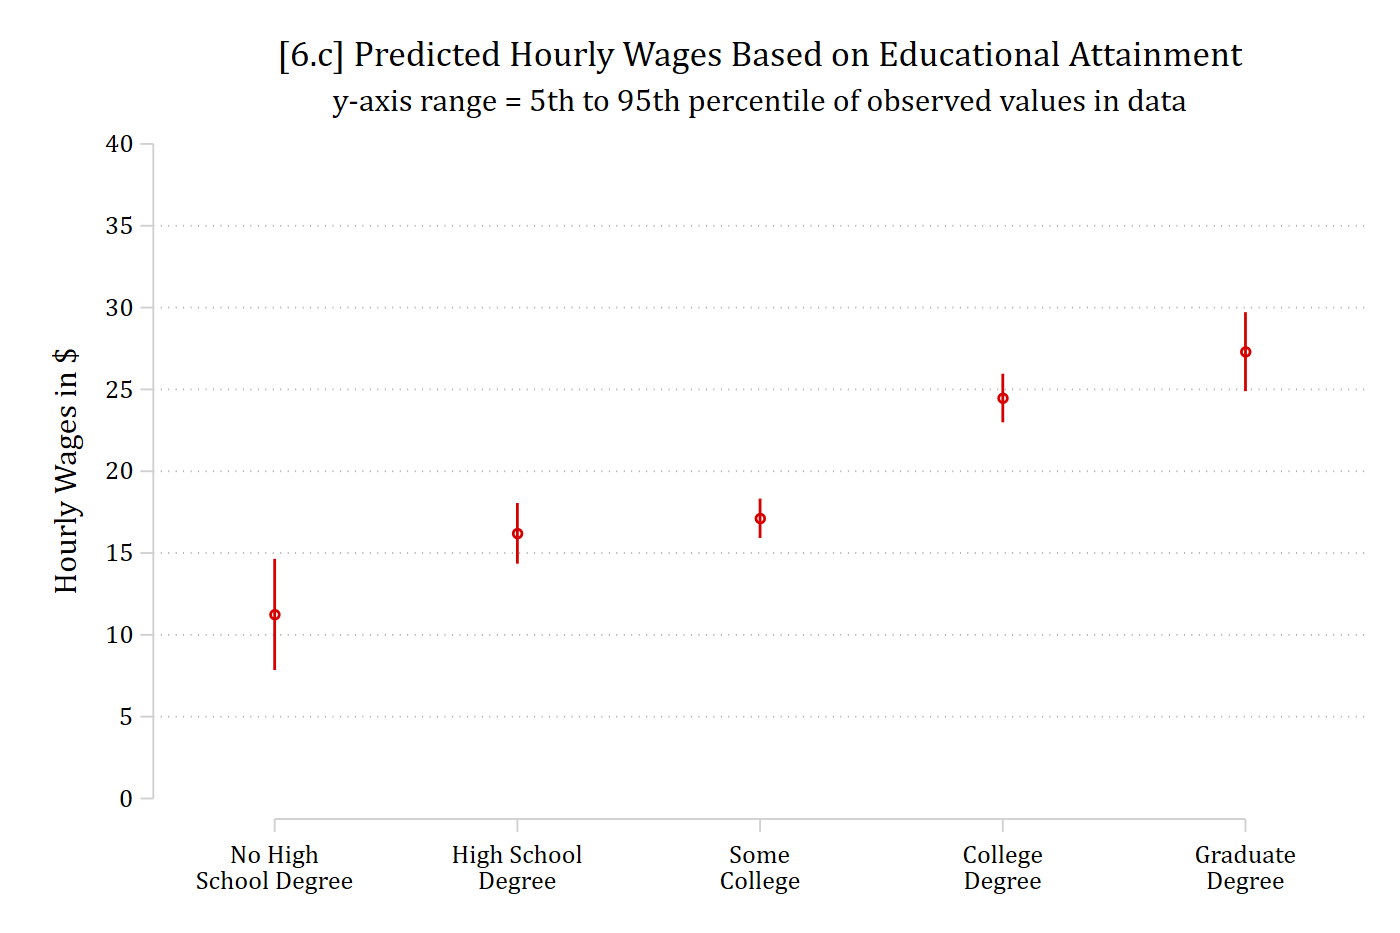 [6.c] Predicted Hourly Wages Based on Educational Attainment
y-axis range = 5th to 95th percentile of observed values in data
Hourly Wages in $
40
35
30
25
20
15
10
5
0
No High
School Degree
High School
Degree
Some
College
College
Degree
Graduate
Degree